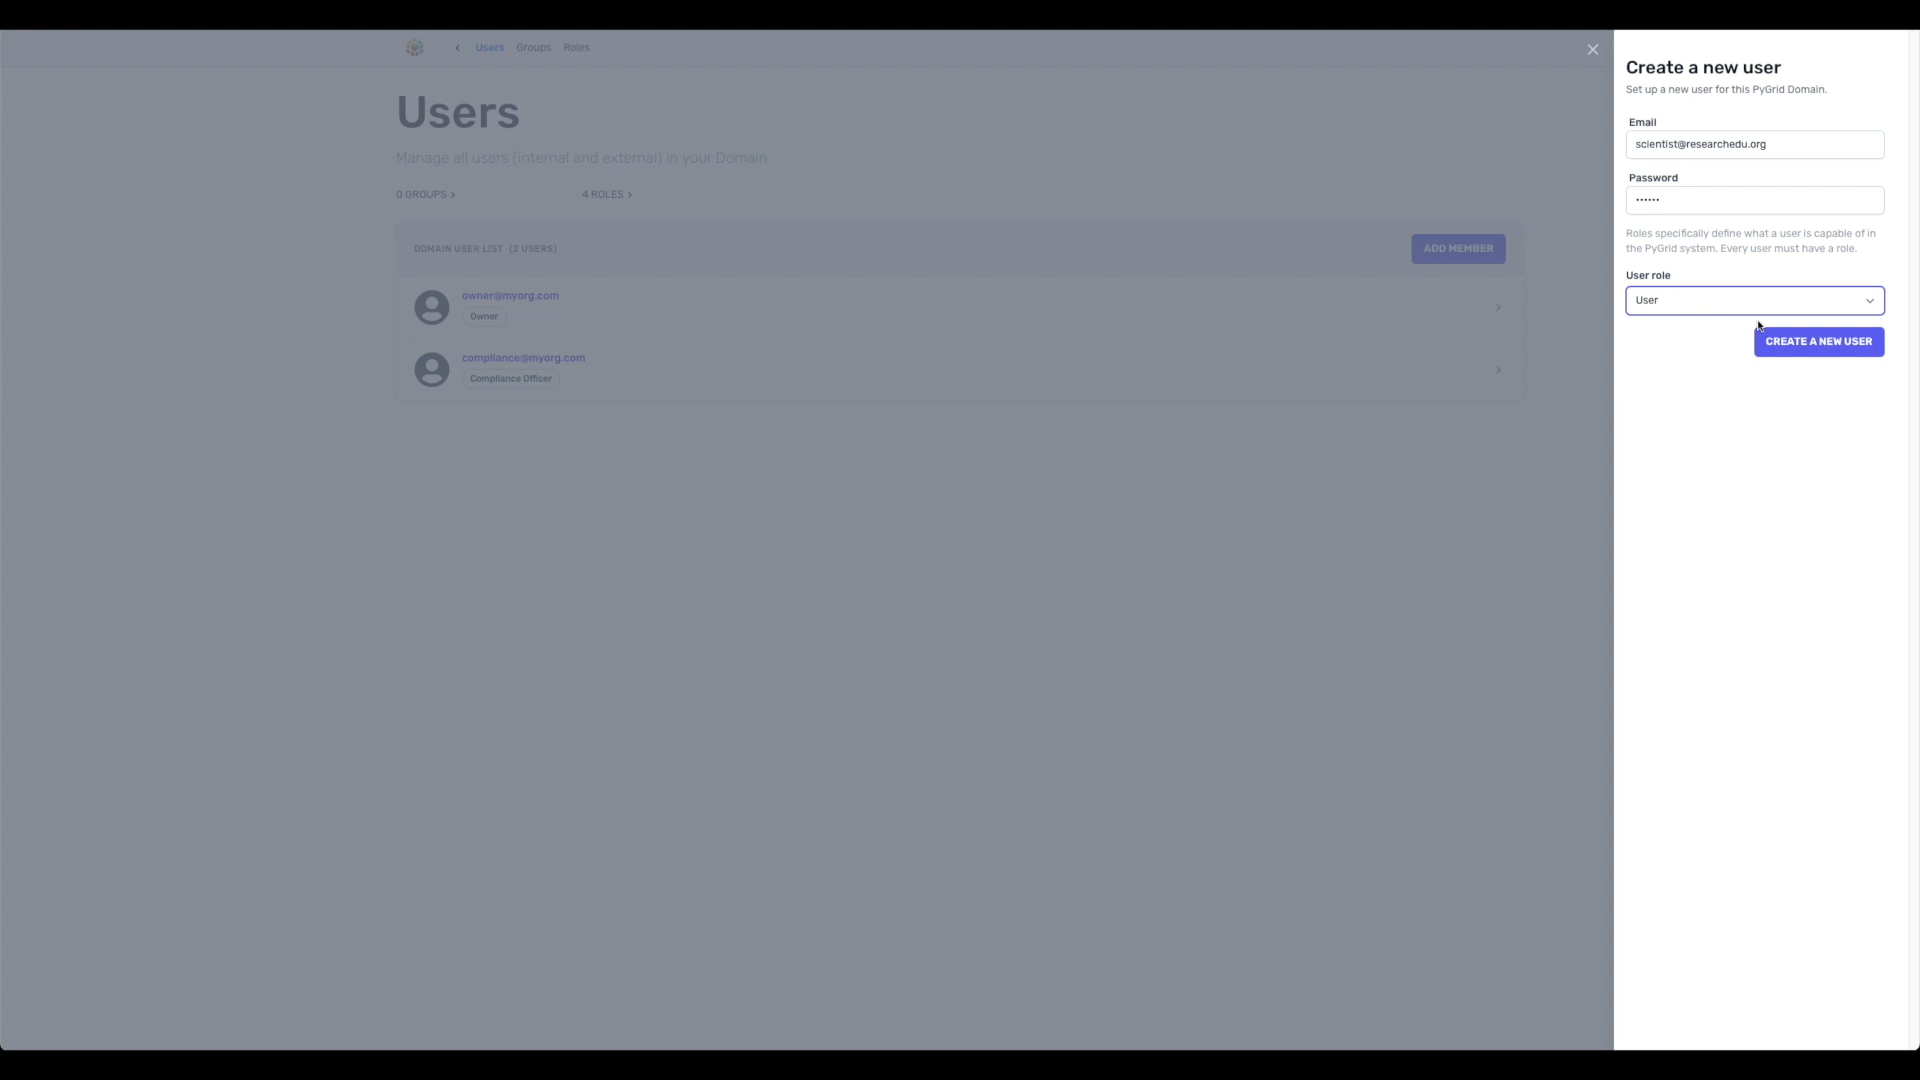 Users Groups Roles
Users
Manage all users (internal and external) in your Domain
0 GROUPS
4 ROLES
DOMAIN USER LIST (2 USERS)
ADD MEMBER
owner@myorg.com
Owner
compliance@myorg.com
Compliance Officer
Create a new user
Set up a new user for this PyGrid Domain.
Email
scientist@researchedu.org
Password
••••••
Roles specifically define what a user is capable of in
the PyGrid system. Every user must have a role.
User role
User
CREATE A NEW USER